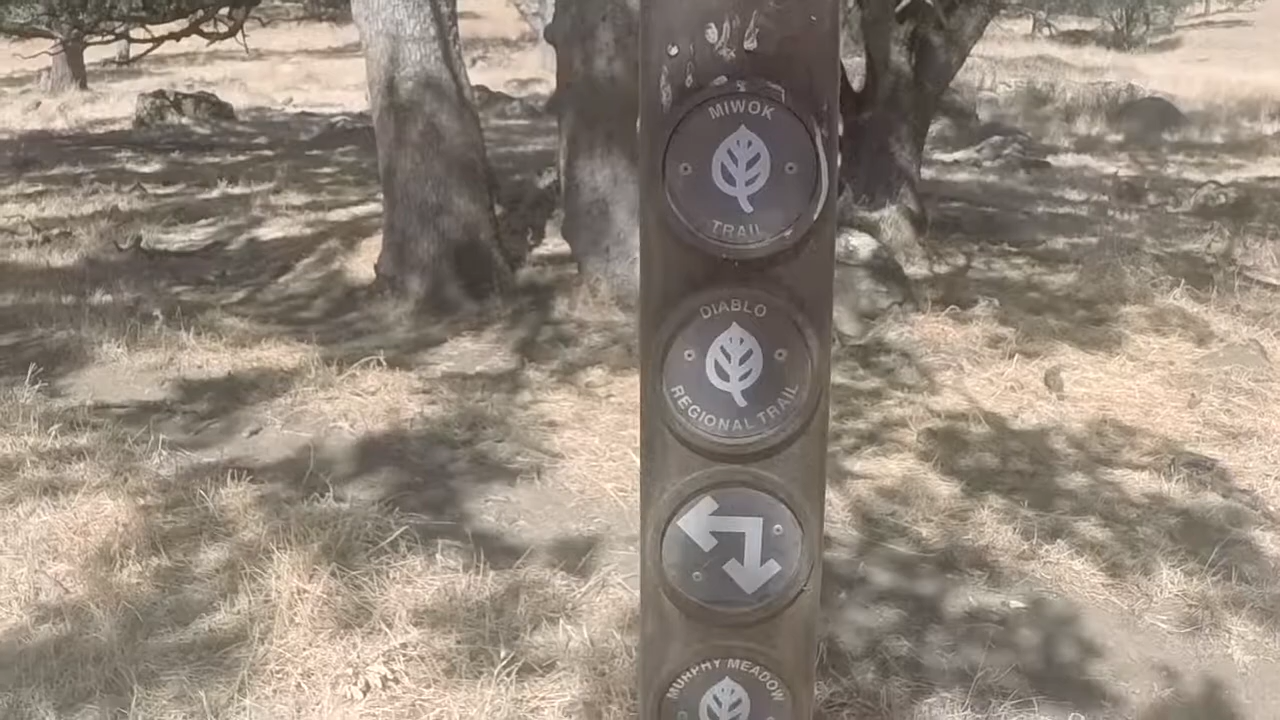 MIWOK
TRAIL
DIABLO
REGIONAL TRAIL
MURPHY MEADOW